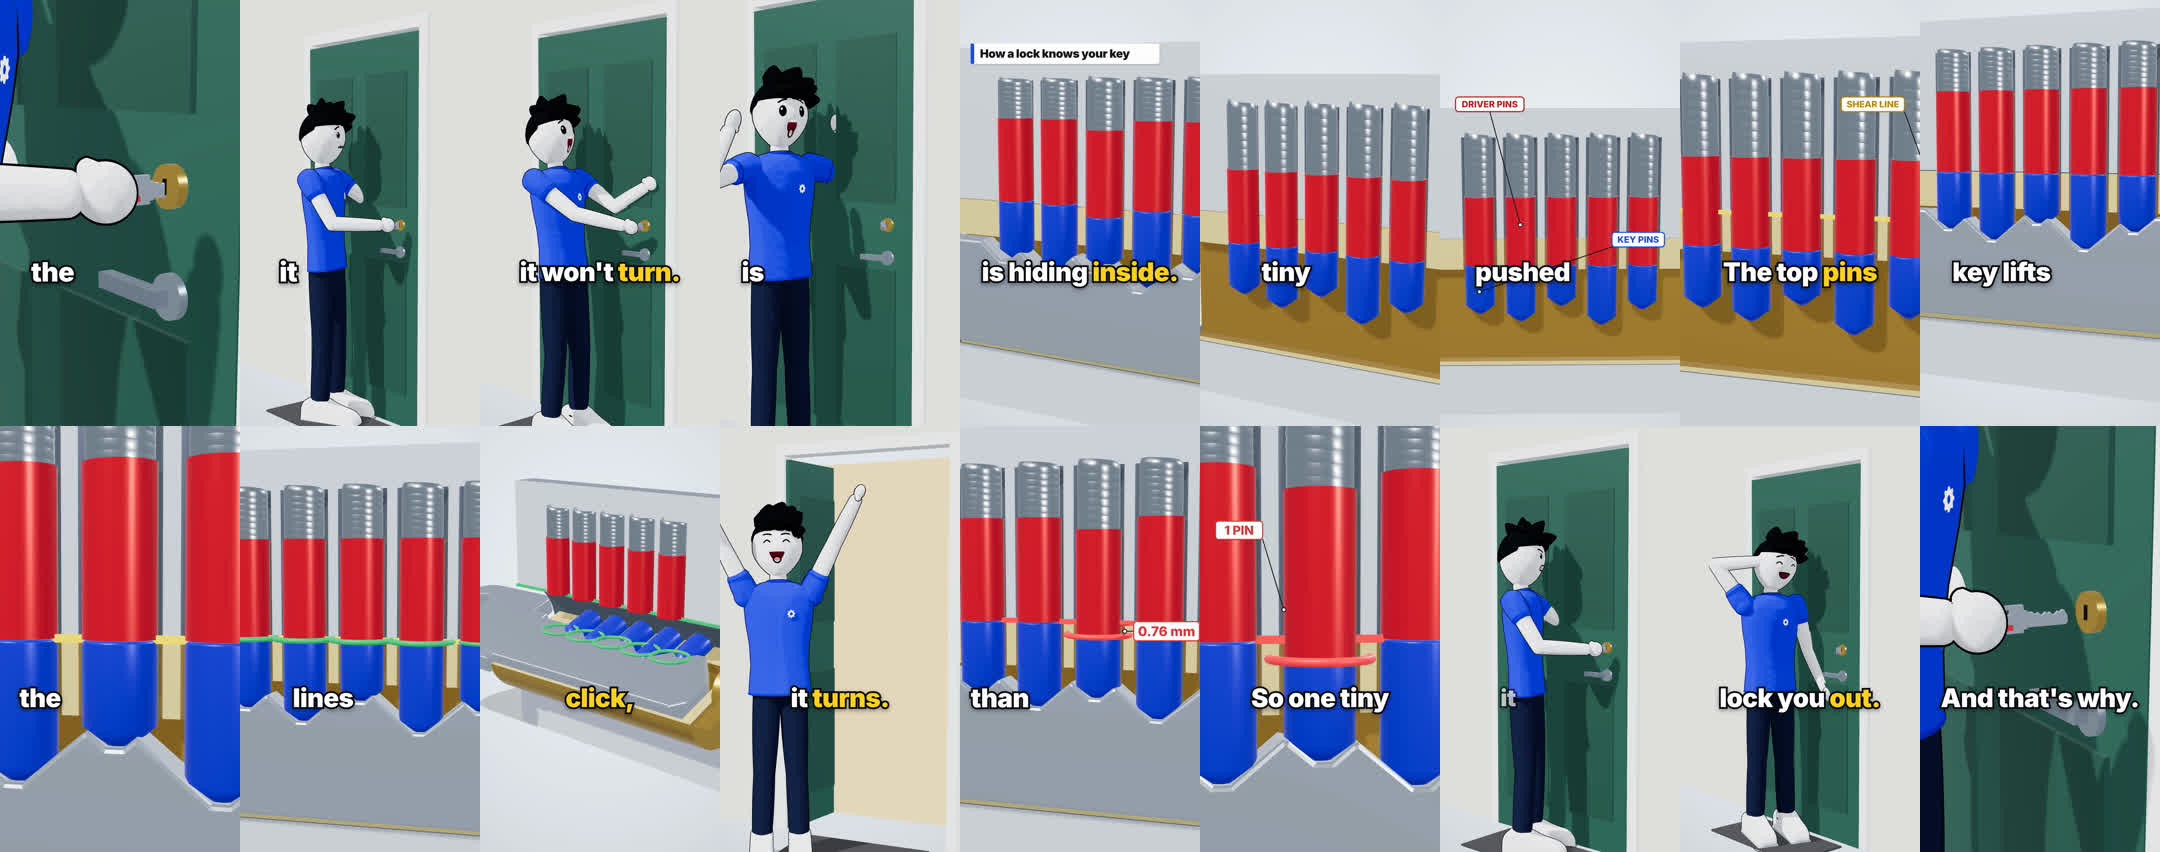 the
it
it won't turn.
is
How a lock knows your key
is hiding inside.
tiny
DRIVER PINS
KEY PINS
pushed
SHEAR LINE
The top pins
key lifts
the
lines
click,
it turns.
0.76 mm
than
1 PIN
So one tiny
it
lock you out.
And that's why.